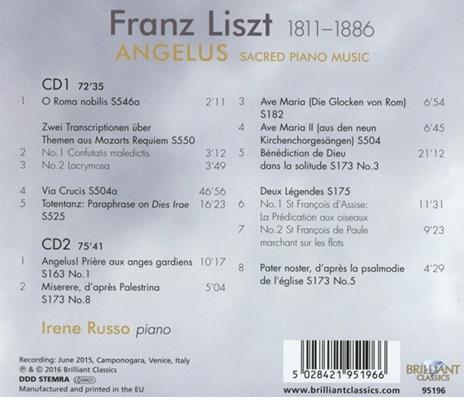 Franz Liszt 1811–1886
ANGELUS SACRED PIANO MUSIC
CD1 72'35
1 O Roma nobilis S546a 2'11
Zwei Transcriptionen über
Themen aus Mozarts Requiem S550
2 No.1 Confutatis maledictis 3'12
3 No.2 Lacrymosa 3'49
4 Via Crucis S504a 46'56
5 Totentanz: Paraphrase on Dies Irae 16'23
S525
CD2 75'41
1 Angelus! Prière aux anges gardiens 10'17
S163 No.1
2 Miserere, d'après Palestrina 5'04
S173 No.8
3 Ave Maria (Die Glocken von Rom) 6'54
S182
4 Ave Maria II (aus den neun 6'45
Kirchenchorgesängen) S504
5 Bénédiction de Dieu 21'12
dans la solitude S173 No.3
Deux Légendes S175
6 No.1 St François d'Assise: 11'31
La Prédication aux oiseaux
7 No.2 St François de Paule 9'23
marchant sur les flots
8 Pater noster, d'après la psalmodie 4'29
de l'église S173 No.5
Irene Russo piano
Recording: June 2015, Camponogara, Venice, Italy
℗ & © 2016 Brilliant Classics
DDD STEMRA
Manufactured and printed in the EU
5 028421 951966
www.brilliantclassics.com
BRILLIANT
CLASSICS
95196